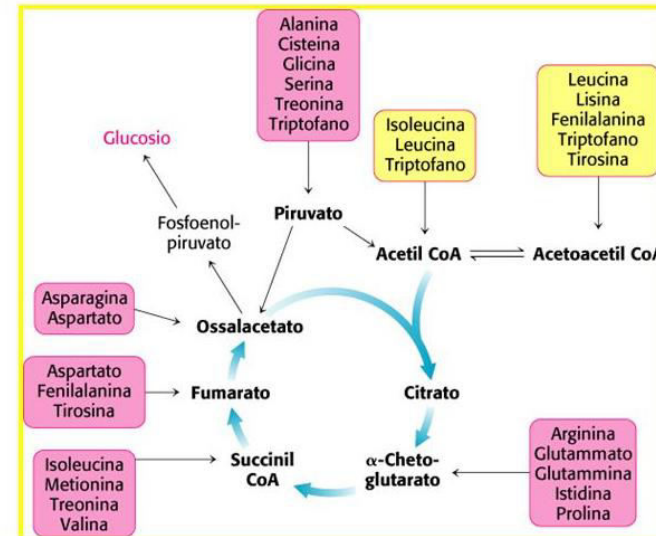 Alanina
Cisteina
Glicina
Serina
Treonina
Triptofano
Leucina
Lisina
Fenilalanina
Triptofano
Tirosina
Isoleucina
Leucina
Triptofano
Glucosio
Fosfoenol-
piruvato
Piruvato
Acetil CoA
Acetoacetil CoA
Asparagina
Aspartato
Ossalacetato
Aspartato
Fenilalanina
Tirosina
Fumarato
Citrato
Isoleucina
Metionina
Treonina
Valina
Succinil
CoA
α-Cheto-
glutarato
Arginina
Glutammato
Glutammina
Istidina
Prolina